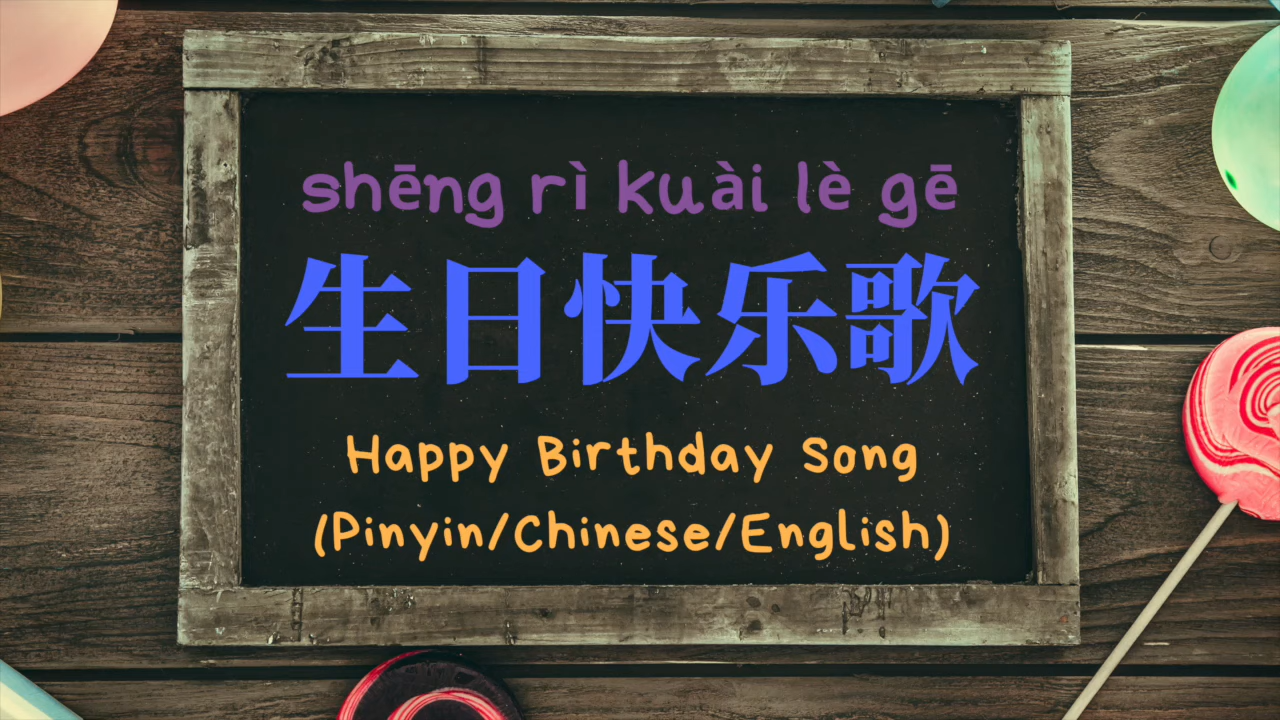 shēng rì kuài lè gē
生日快乐歌
Happy Birthday Song
(Pinyin/Chinese/English)